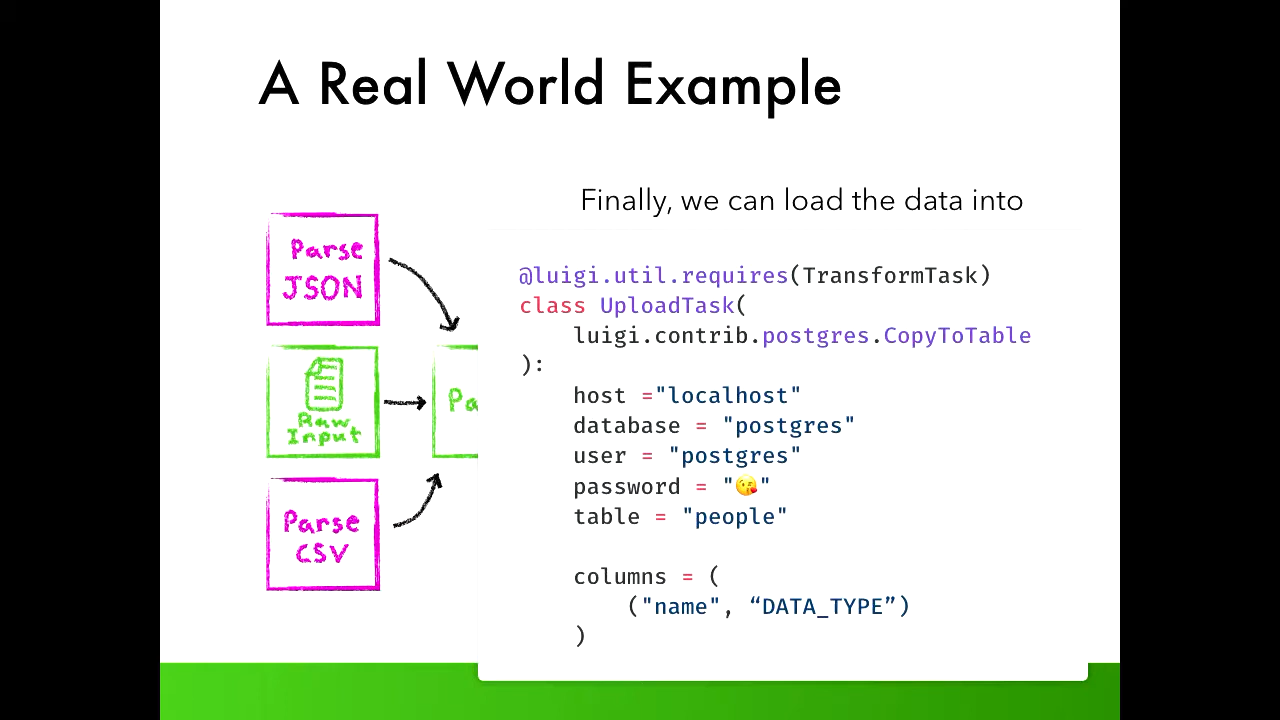 A Real World Example
Finally, we can load the data into
Parse
JSON
Raw
Input
Pa
Parse
CSV
@luigi.util.requires(TransformTask)
class UploadTask(
    luigi.contrib.postgres.CopyToTable
):
    host ="localhost"
    database = "postgres"
    user = "postgres"
    password = "😘"
    table = "people"
    columns = (
        ("name", “DATA_TYPE”)
    )